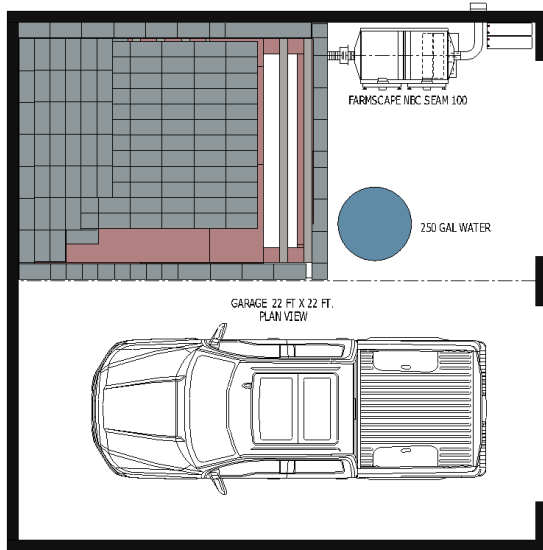 FARMSCAPE NBC SEAM 100
250 GAL WATER
GARAGE 22 FT X 22 FT.
PLAN VIEW